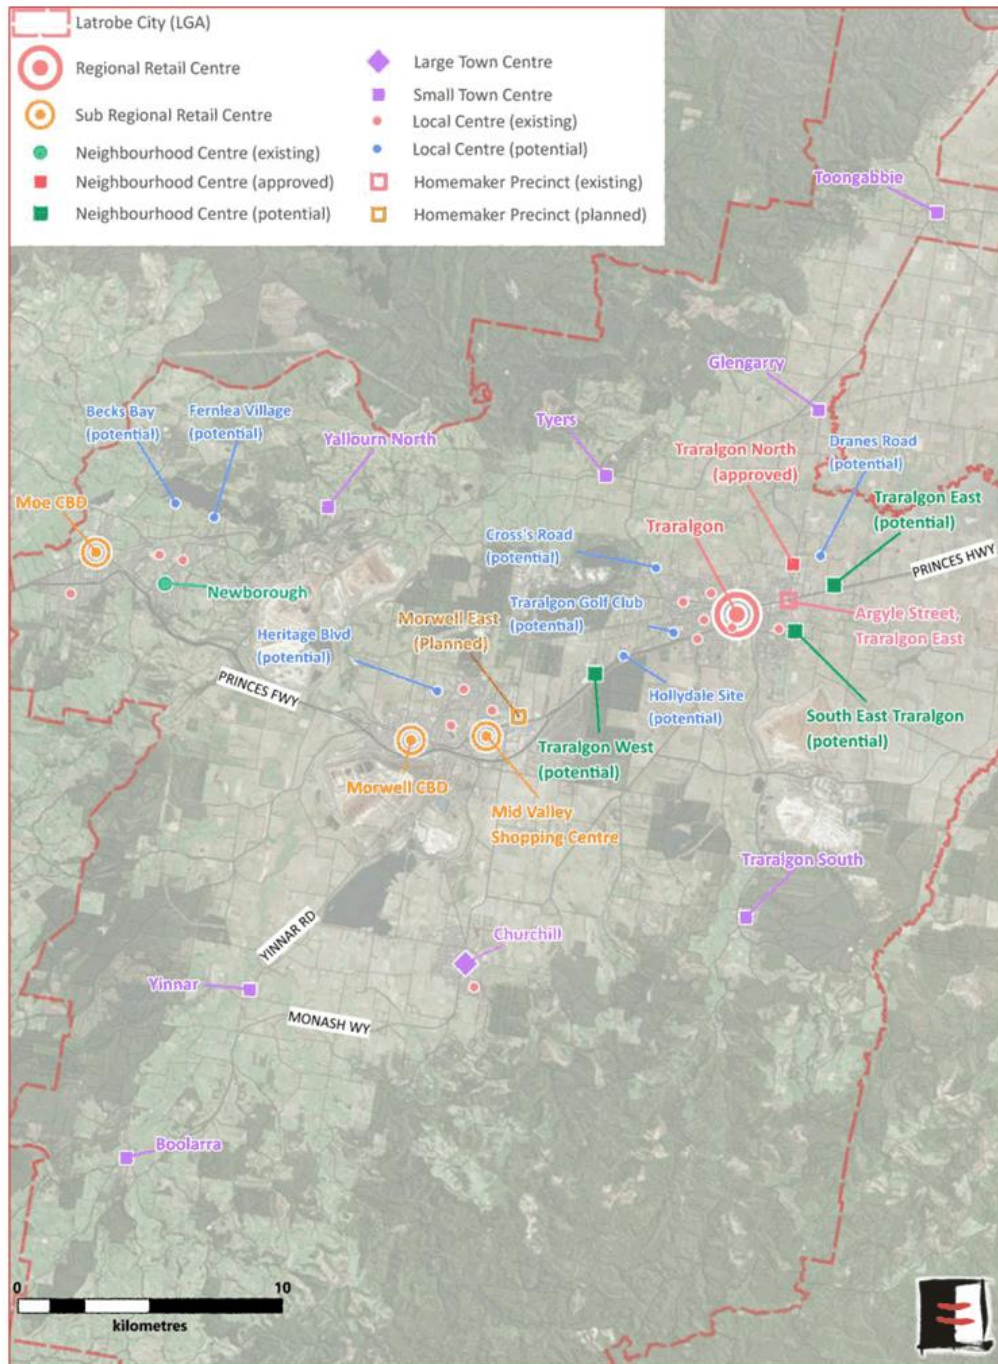 Latrobe City (LGA)
Regional Retail Centre
Sub Regional Retail Centre
Neighbourhood Centre (existing)
Neighbourhood Centre (approved)
Neighbourhood Centre (potential)
Large Town Centre
Small Town Centre
Local Centre (existing)
Local Centre (potential)
Homemaker Precinct (existing)
Homemaker Precinct (planned)
Toongabbie
Glengarry
Becks Bay
(potential)
Fernlea Village
(potential)
Yallourn North
Tyers
Traralgon North
(approved)
Dranes Road
(potential)
Moe CBD
Traralgon East
(potential)
Traralgon
Cross's Road
(potential)
PRINCES HWY
Newborough
Traralgon Golf Club
(potential)
Argyle Street,
Traralgon East
Morwell East
(Planned)
Heritage Blvd
(potential)
PRINCES FWY
Hollydale Site
(potential)
South East Traralgon
(potential)
Traralgon West
(potential)
Morwell CBD
Mid Valley
Shopping Centre
Traralgon South
YINNAR RD
Churchill
Yinnar
MONASH WY
Boolarra
0 10
kilometres